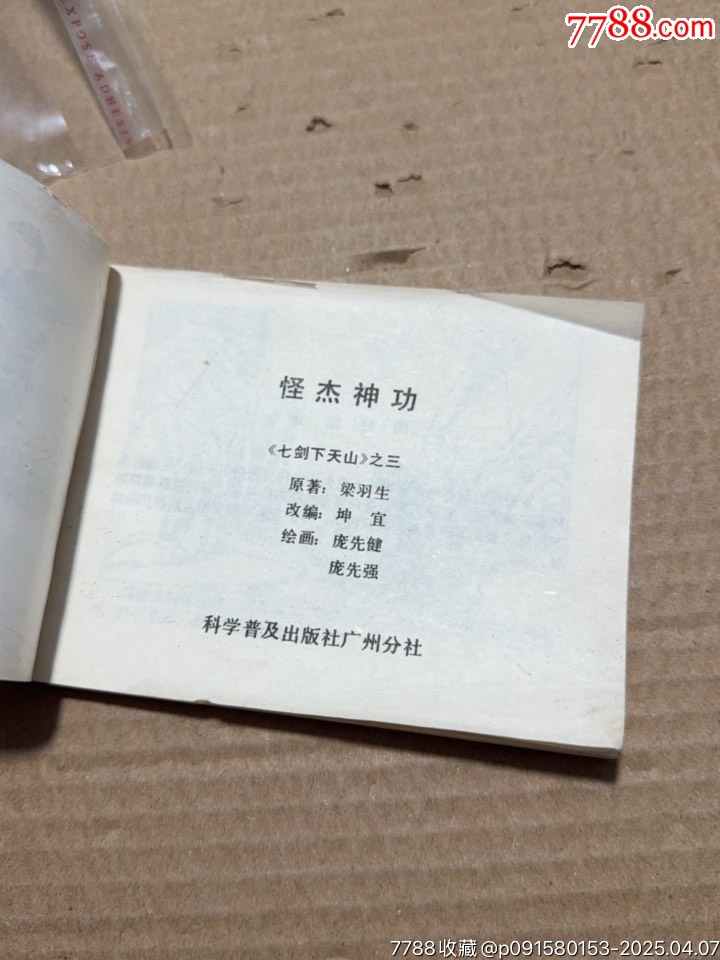 7788.com
EXPOSE ADHESIV
怪杰神功
《七剑下天山》之三
原著：梁羽生
改编：坤 宜
绘画：庞先健
庞先强
科学普及出版社广州分社
7788收藏@p091580153-2025.04.07